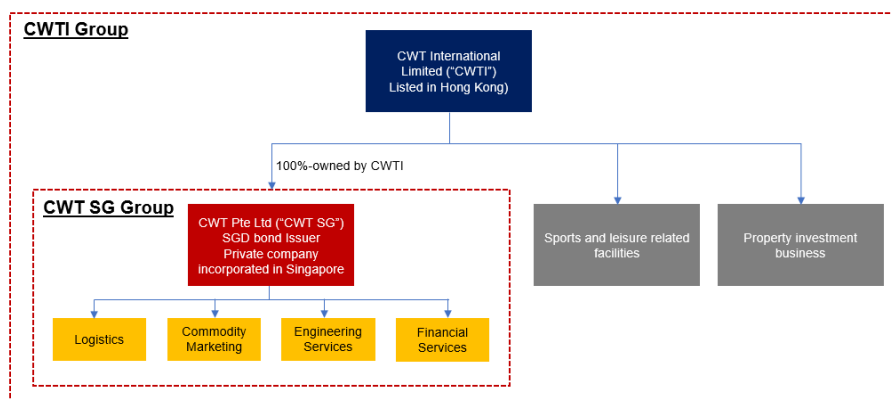 CWTI Group
CWT International
Limited (“CWTI”)
Listed in Hong Kong)
100%-owned by CWTI
CWT SG Group
CWT Pte Ltd (“CWT SG”)
SGD bond Issuer
Private company
incorporated in Singapore
Sports and leisure related
facilities
Property investment
business
Logistics
Commodity
Marketing
Engineering
Services
Financial
Services